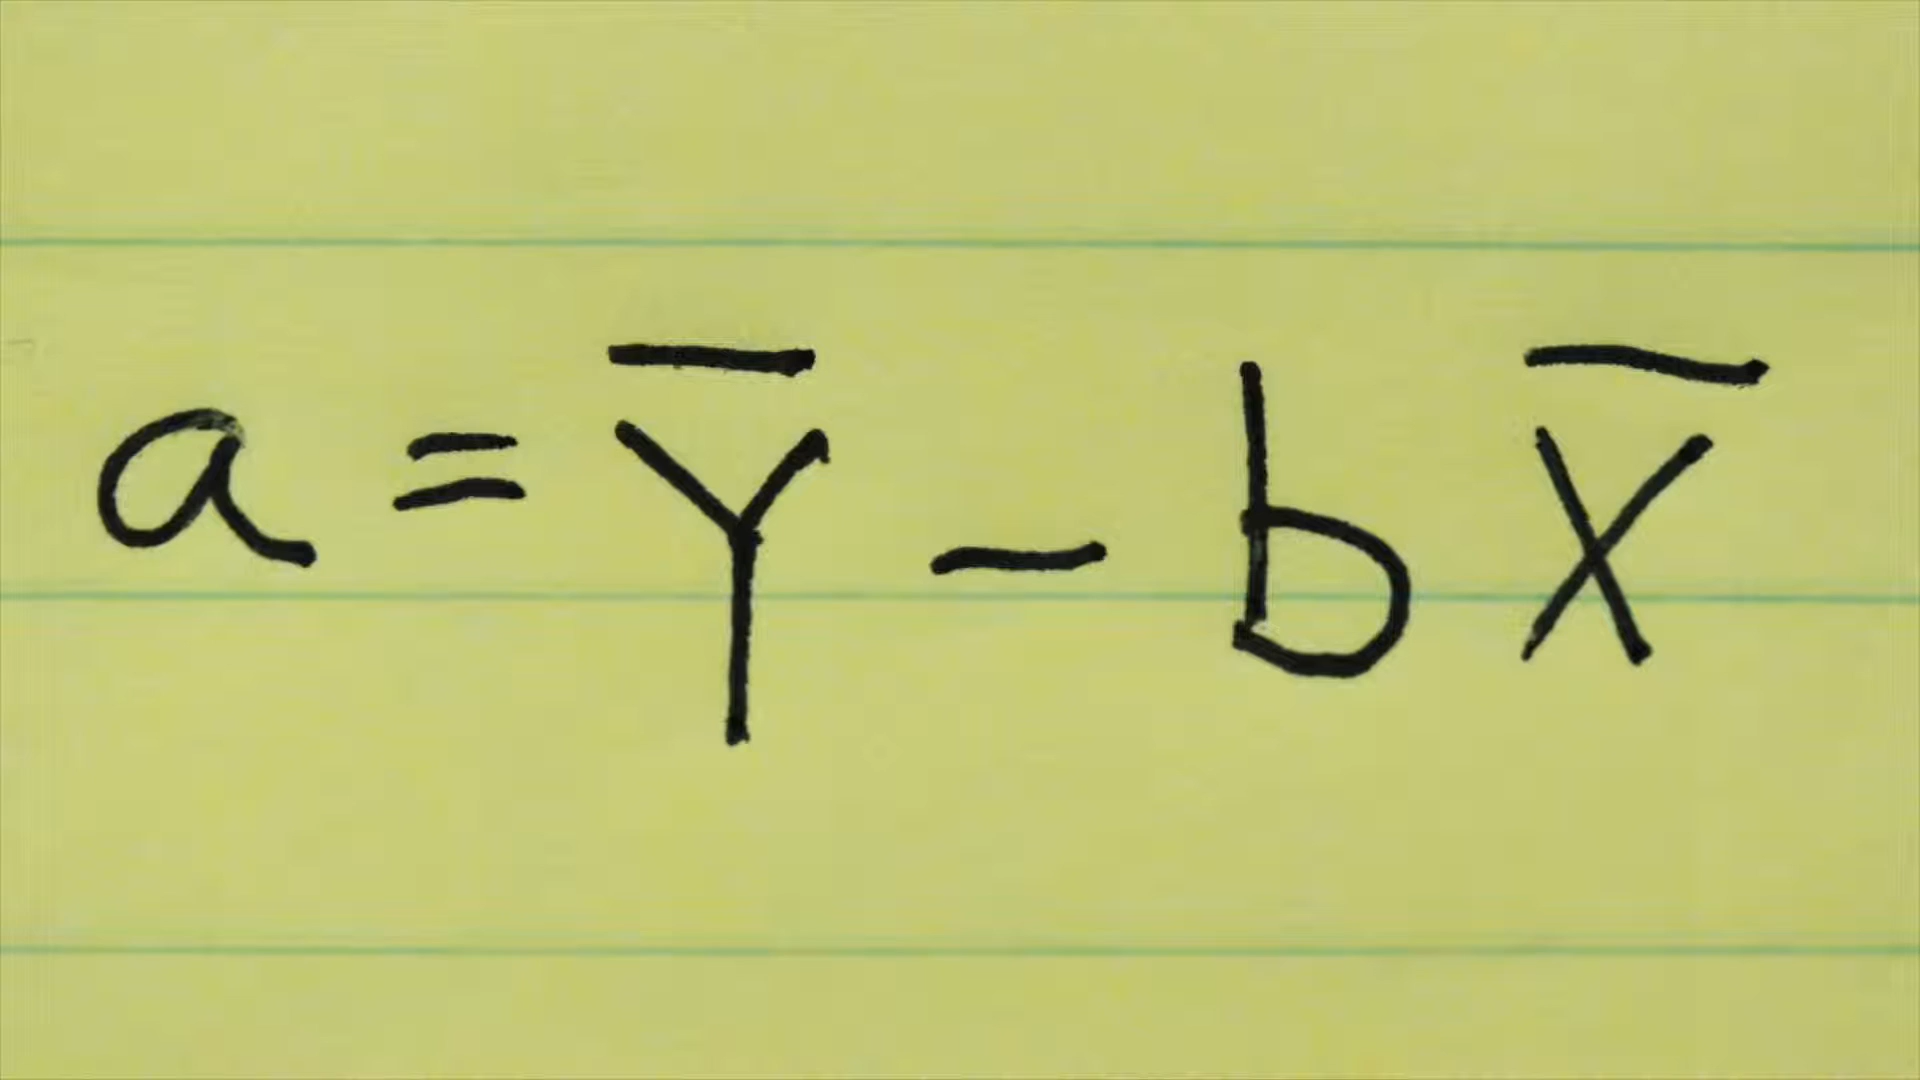 a = Y̅ - bX̅